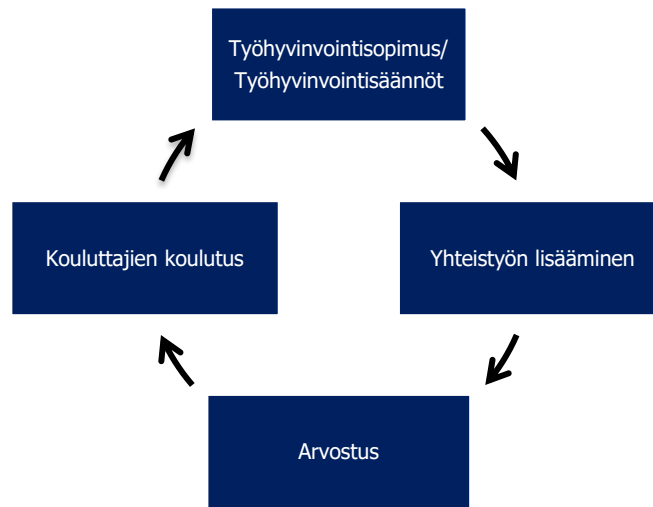 Työhyvinvointisopimus/
Työhyvinvointisäännöt
Kouluttajien koulutus
Yhteistyön lisääminen
Arvostus